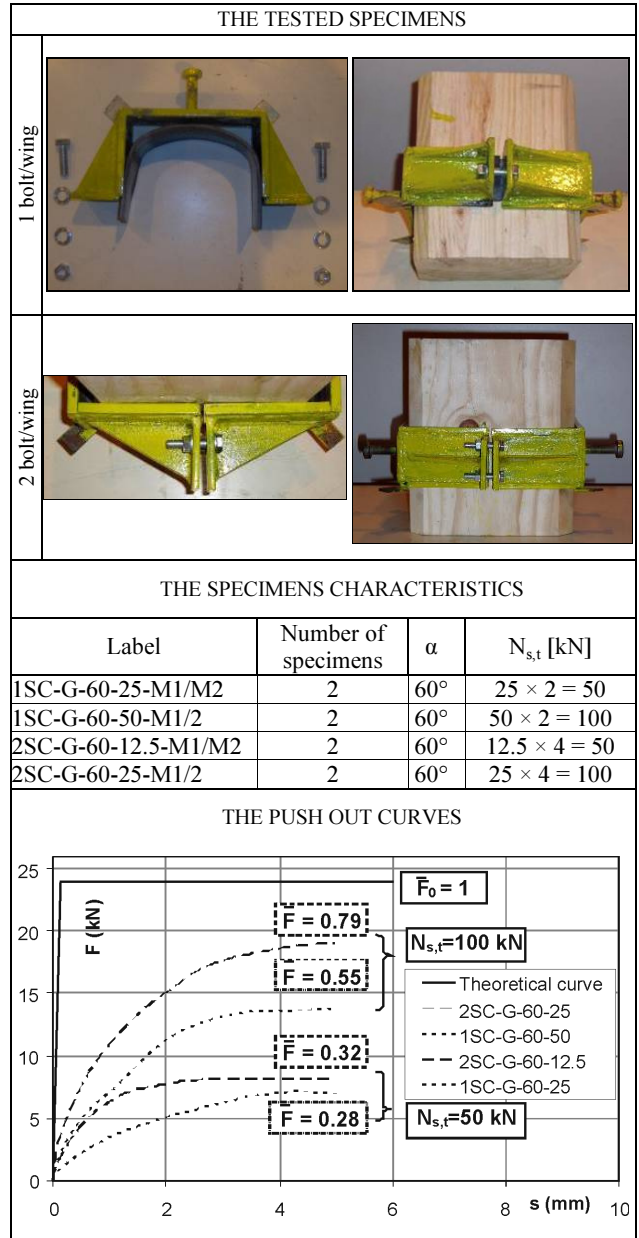 THE TESTED SPECIMENS
1 bolt/wing
2 bolt/wing
THE SPECIMENS CHARACTERISTICS
Label Number of specimens α Ns,t [kN]
1SC-G-60-25-M1/M2 2 60° 25 × 2 = 50
1SC-G-60-50-M1/2 2 60° 50 × 2 = 100
2SC-G-60-12.5-M1/M2 2 60° 12.5 × 4 = 50
2SC-G-60-25-M1/2 2 60° 25 × 4 = 100
THE PUSH OUT CURVES
25
20
15
10
5
0
F (kN)
F̅0 = 1
F̅ = 0.79
Ns,t=100 kN
F̅ = 0.55
F̅ = 0.32
F̅ = 0.28
Ns,t=50 kN
Theoretical curve
2SC-G-60-25
1SC-G-60-50
2SC-G-60-12.5
1SC-G-60-25
0 2 4 6 8 10
s (mm)